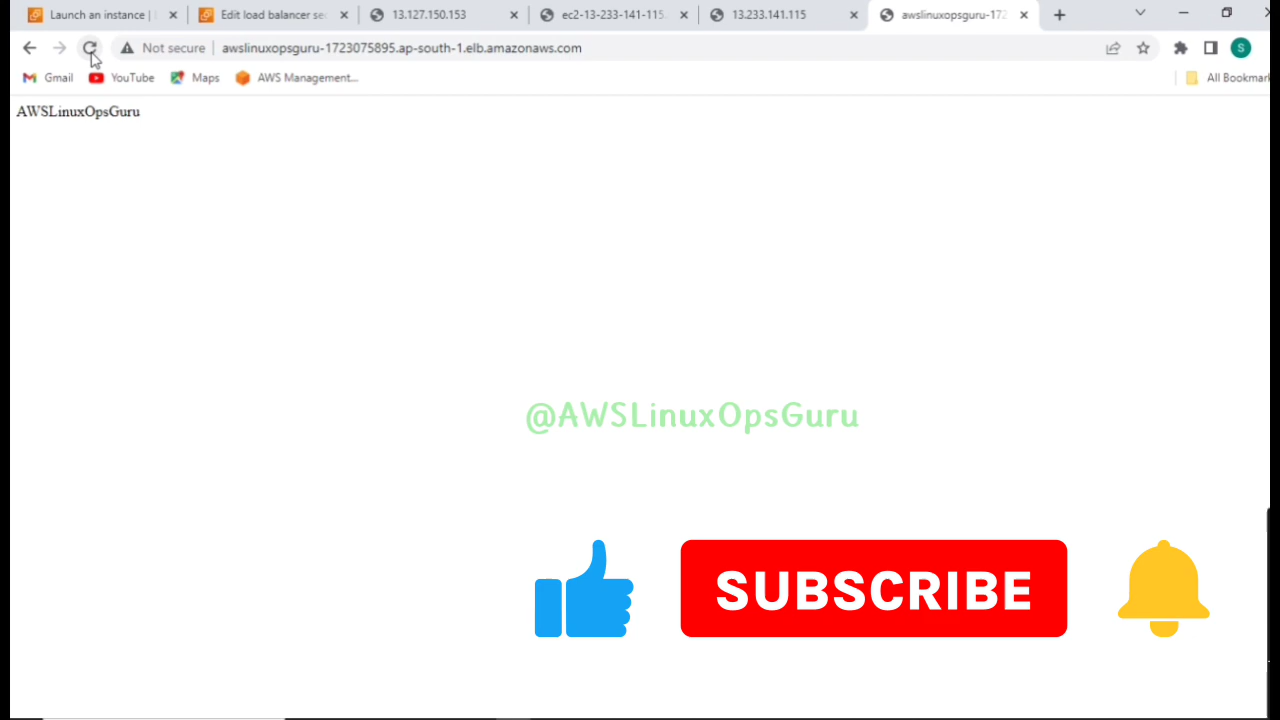 Launch an instance |
Edit load balancer sec
13.127.150.153
ec2-13-233-141-115.
13.233.141.115
awslinuxopsguru-172
Not secure
awslinuxopsguru-1723075895.ap-south-1.elb.amazonaws.com
S
Gmail
YouTube
Maps
AWS Management...
All Bookmark
AWSLinuxOpsGuru
@AWSLinuxOpsGuru
SUBSCRIBE